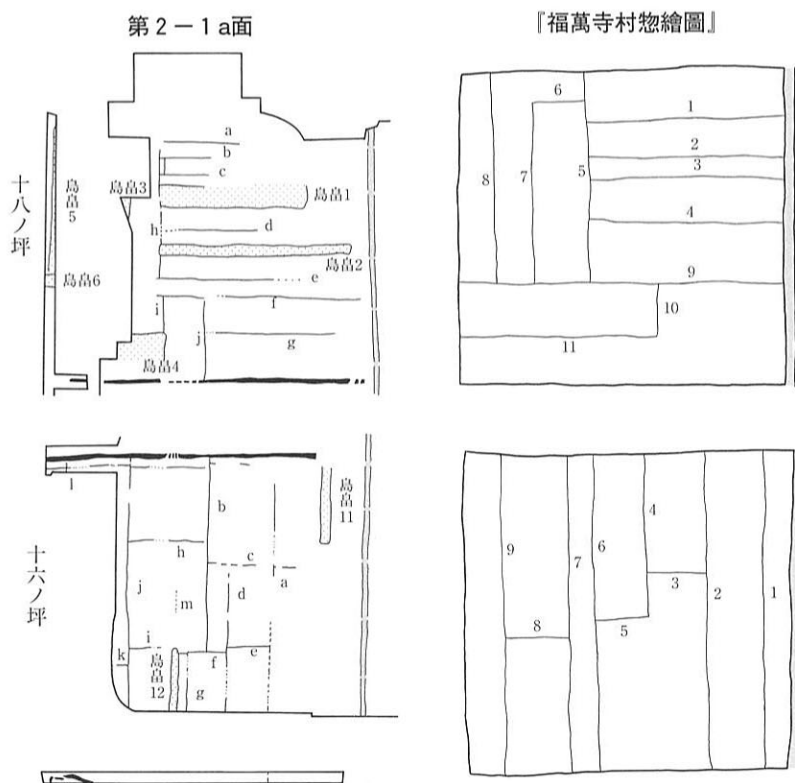 第2－1a面
『福萬寺村惣繪圖』
十八ノ坪
島畠5
島畠6
島畠3
島畠1
島畠2
島畠4
a
b
c
d
h
e
i
f
j
g
6
1
2
3
5
7
8
4
9
10
11
十六ノ坪
l
b
島畠11
h
c
a
j
d
m
i
e
k
島畠12
f
g
4
9
6
7
3
2
1
8
5